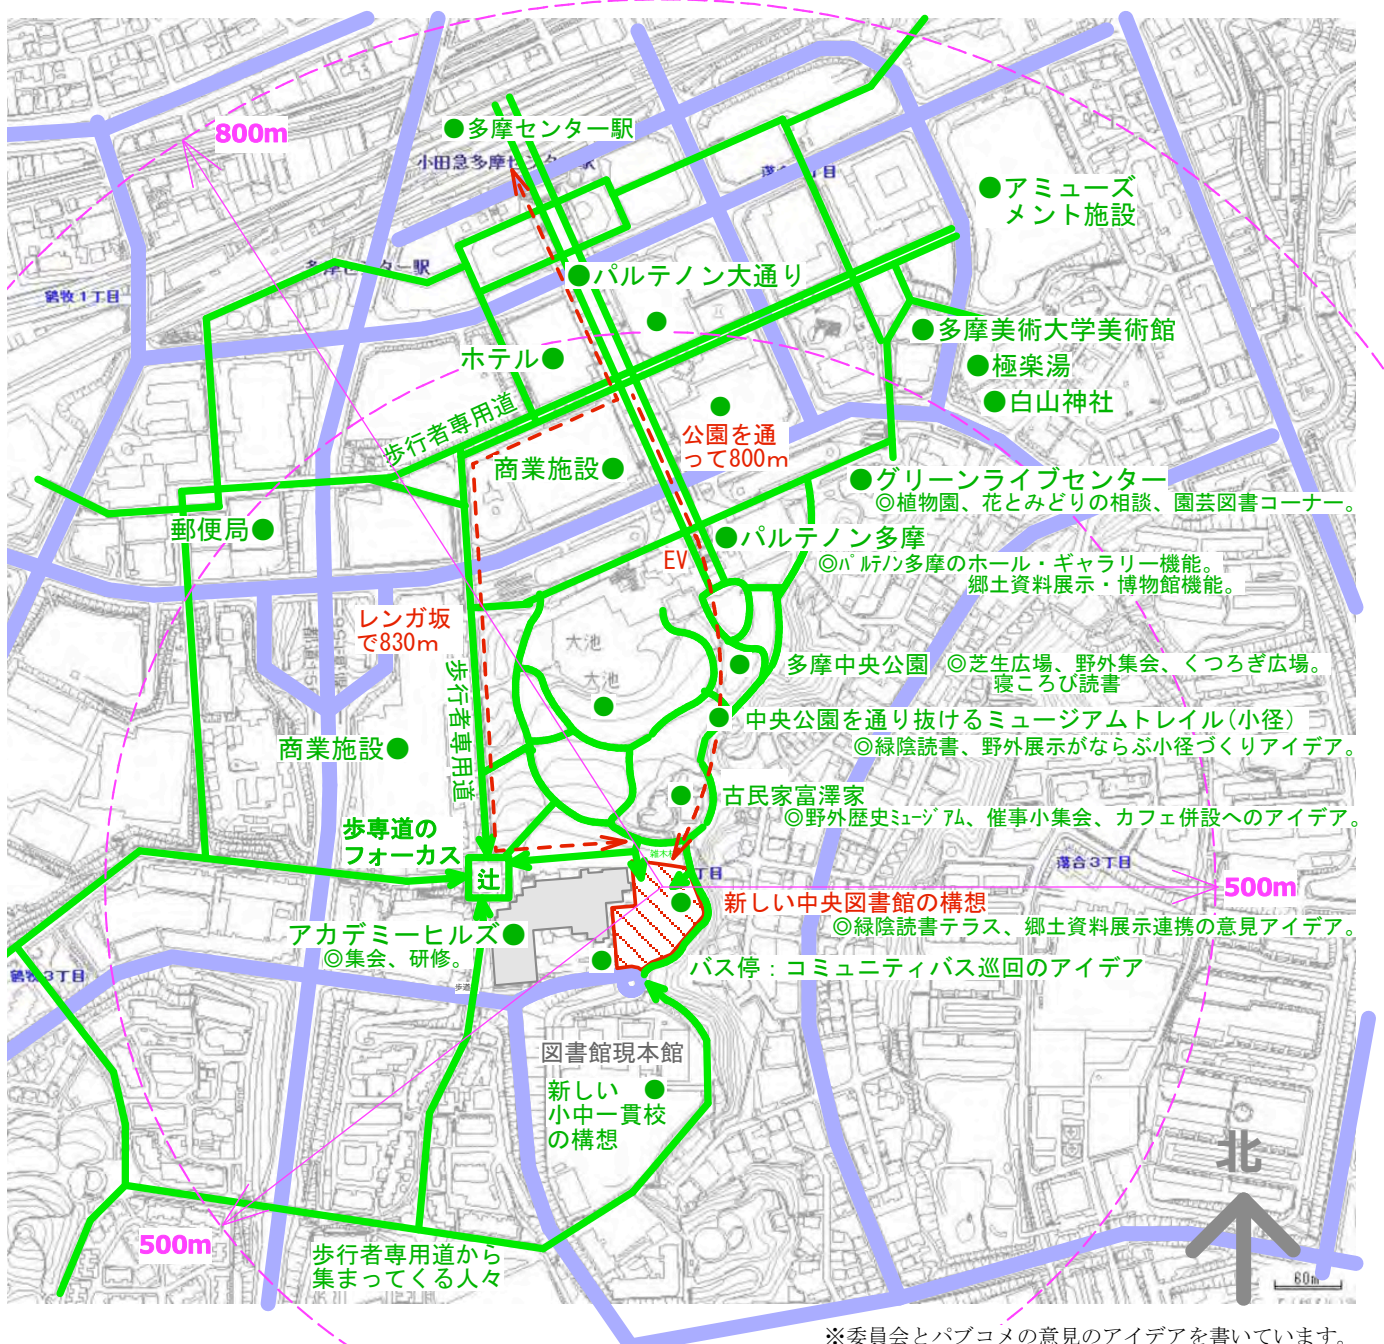 800m
●多摩センター駅
小田急多摩センター駅
●アミューズ
メント施設
多摩センター駅
鶴牧1丁目
●パルテノン大通り
●多摩美術大学美術館
ホテル●
●極楽湯
●白山神社
歩行者専用道
公園を通
って800m
商業施設●
●グリーンライブセンター
◎植物園、花とみどりの相談、園芸図書コーナー。
郵便局●
●パルテノン多摩
EV
◎パルテノン多摩のホール・ギャラリー機能。
郷土資料展示・博物館機能。
レンガ坂
で830m
大池
大池
歩行者専用道
多摩中央公園 ◎芝生広場、野外集会、くつろぎ広場。
寝ころび読書
中央公園を通り抜けるミュージアムトレイル(小径)
◎緑陰読書、野外展示がならぶ小径づくりアイデア。
商業施設●
古民家富澤家
◎野外歴史ミュージアム、催事小集会、カフェ併設へのアイデア。
歩専道の
フォーカス
辻
雑木林
丁目
落合3丁目
500m
新しい中央図書館の構想
◎緑陰読書テラス、郷土資料展示連携の意見アイデア。
アカデミーヒルズ●
◎集会、研修。
バス停：コミュニティバス巡回のアイデア
鶴牧3丁目
歩道
図書館現本館
新しい
小中一貫校
の構想
北
500m
歩行者専用道から
集まってくる人々
60m
※委員会とパブコメの意見のアイデアを書いています。